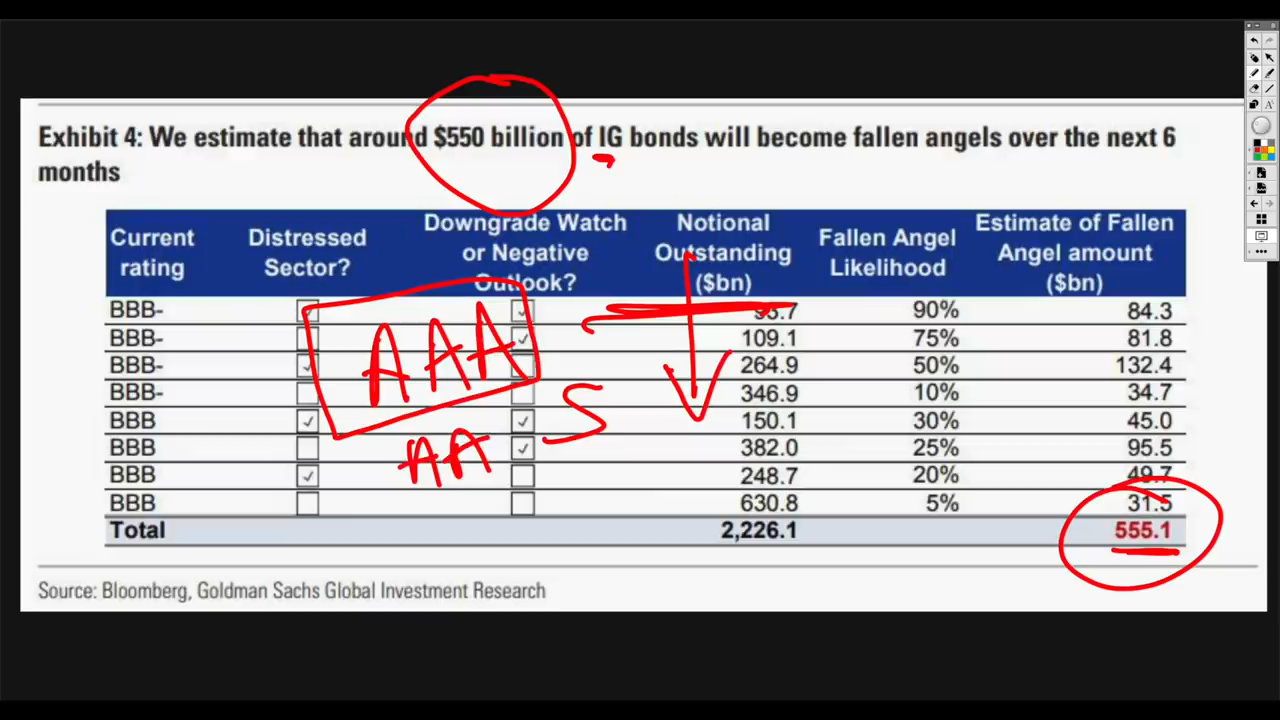 Exhibit 4: We estimate that around $550 billion of IG bonds will become fallen angels over the next 6
months
Current rating Distressed Sector? Downgrade Watch or Negative Outlook? Notional Outstanding ($bn) Fallen Angel Likelihood Estimate of Fallen Angel amount ($bn)
BBB- ✓ ✓ 90% 84.3
BBB- ✓ 109.1 75% 81.8
BBB- ✓ 264.9 50% 132.4
BBB- 346.9 10% 34.7
BBB ✓ ✓ 150.1 30% 45.0
BBB ✓ 382.0 25% 95.5
BBB ✓ 248.7 20% 49.7
BBB 630.8 5% 31.5
Total 2,226.1 555.1
AAA
AA
Source: Bloomberg, Goldman Sachs Global Investment Research